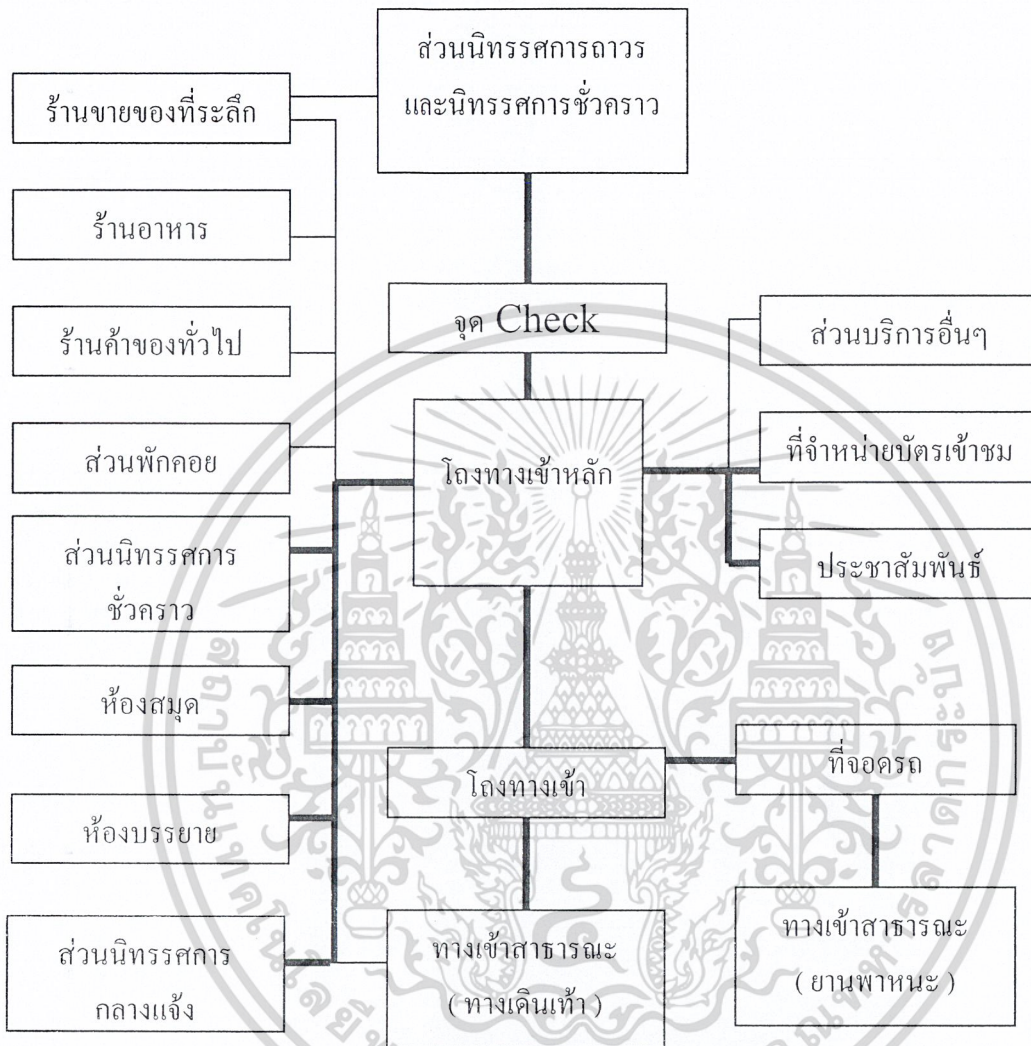 ส่วนนิทรรศการถาวร
และนิทรรศการชั่วคราว
ร้านขายของที่ระลึก
ร้านอาหาร
ร้านค้าของทั่วไป
ส่วนพักคอย
ส่วนนิทรรศการ
ชั่วคราว
ห้องสมุด
ห้องบรรยาย
ส่วนนิทรรศการ
กลางแจ้ง
จุด Check
โถงทางเข้าหลัก
ส่วนบริการอื่นๆ
ที่จำหน่ายบัตรเข้าชม
ประชาสัมพันธ์
โถงทางเข้า
ที่จอดรถ
ทางเข้าสาธารณะ
( ทางเดินเท้า )
ทางเข้าสาธารณะ
( ยานพาหนะ )